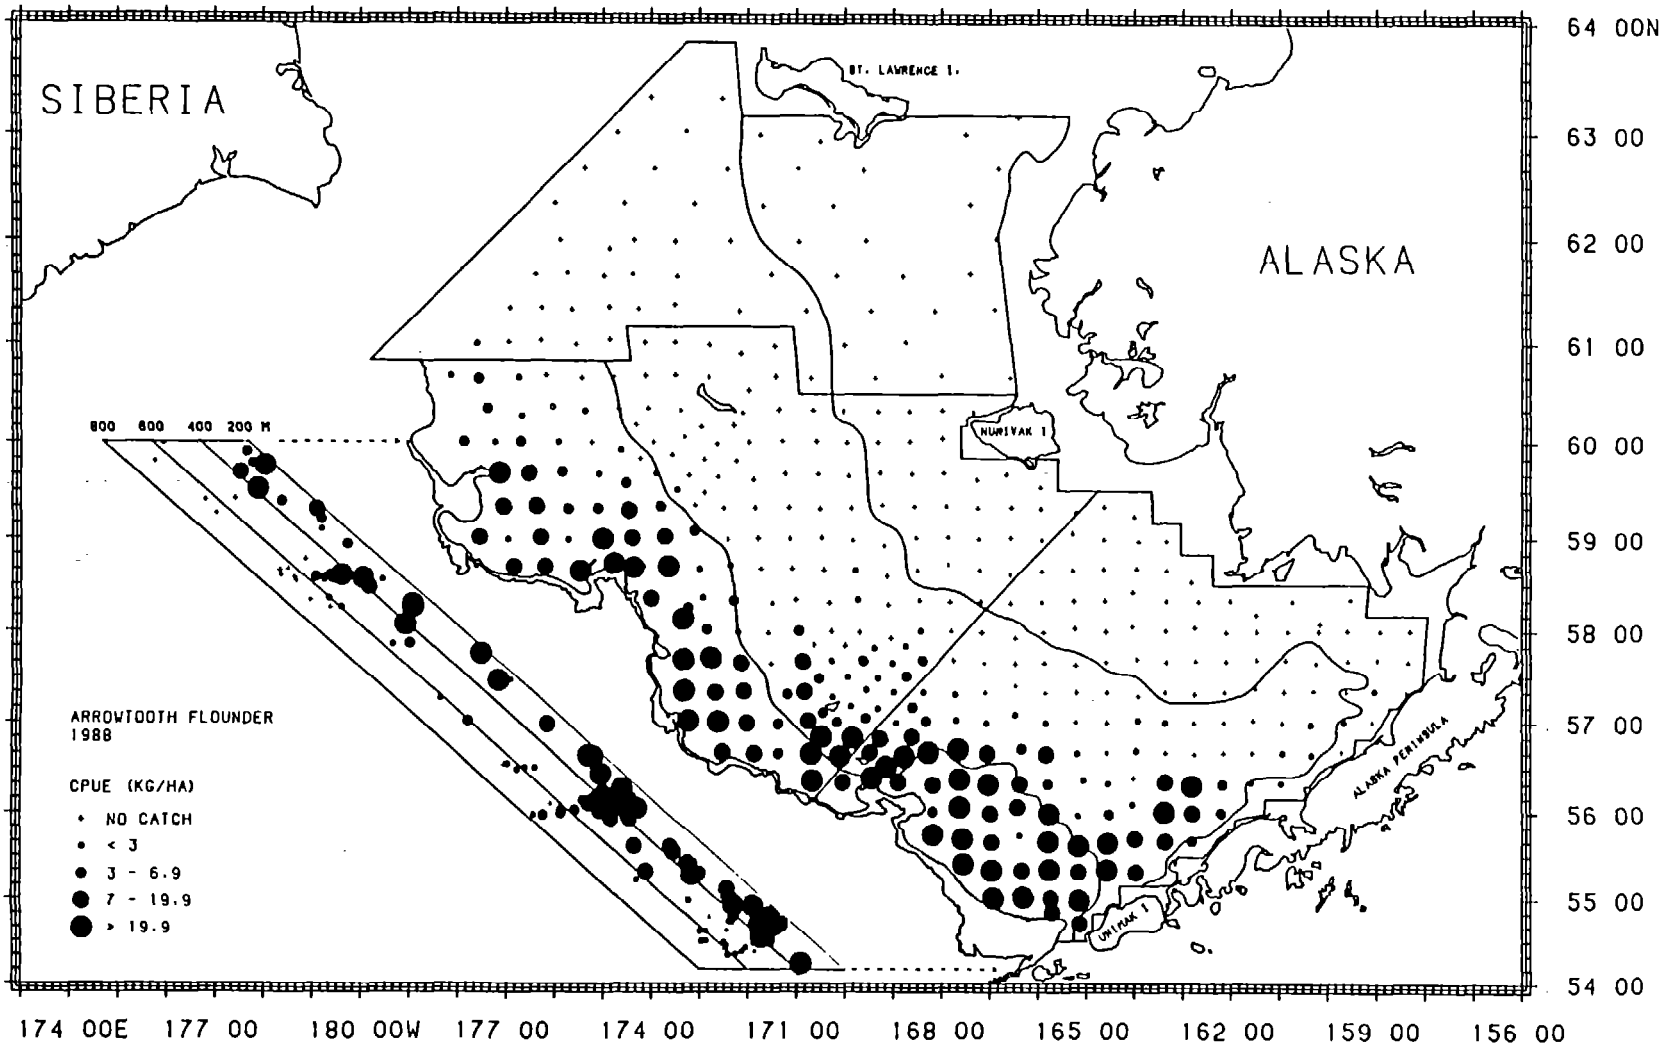 64 00N
ST. LAWRENCE I.
SIBERIA
63 00
62 00
ALASKA
61 00
800 600 400 200 M
NUNIVAK I
60 00
59 00
58 00
ARROWTOOTH FLOUNDER
1988
57 00
ALASKA PENINSULA
CPUE (KG/HA)
NO CATCH
< 3
3 - 6.9
7 - 19.9
> 19.9
56 00
55 00
UNIMAK I
54 00
174 00E 177 00 180 00W 177 00 174 00 171 00 168 00 165 00 162 00 159 00 156 00